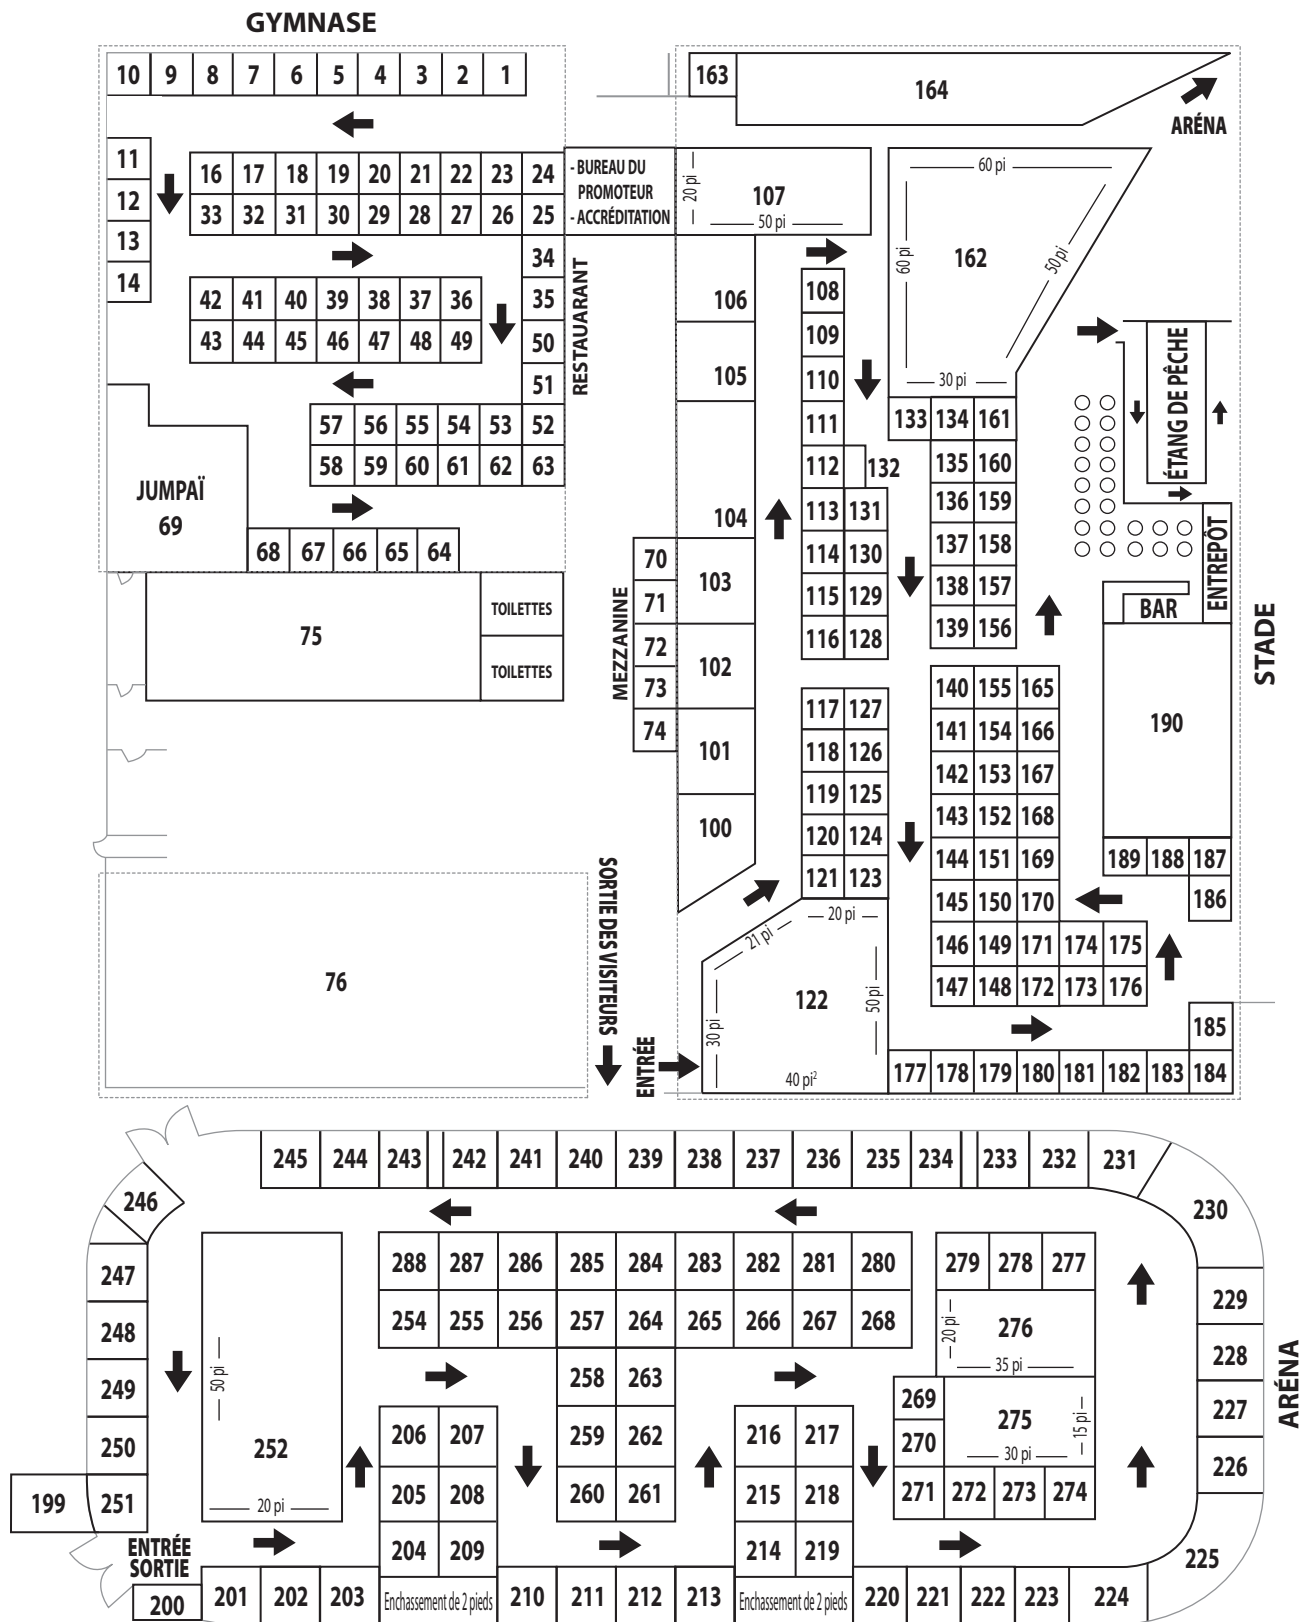 GYMNASE
10 9 8 7 6 5 4 3 2 1
11
12
13
14
16 17 18 19 20 21 22 23 24
33 32 31 30 29 28 27 26 25
34
35
50
51
42 41 40 39 38 37 36
43 44 45 46 47 48 49
57 56 55 54 53 52
58 59 60 61 62 63
JUMPAÏ
69
68 67 66 65 64
RESTAUARANT
- BUREAU DU
PROMOTEUR
- ACCRÉDITATION
75
TOILETTES
TOILETTES
76
SORTIE DES VISITEURS
ENTRÉE
MEZZANINE
70
71
72
73
74
163
164
ARÉNA
20 pi
107
50 pi
106
105
104
103
102
101
100
60 pi
60 pi
162
50 pi
30 pi
108
109
110
111
112 132
113 131
114 130
115 129
116 128
117 127
118 126
119 125
120 124
121 123
20 pi
21 pi
122
50 pi
30 pi
40 pi²
133 134 161
135 160
136 159
137 158
138 157
139 156
140 155 165
141 154 166
142 153 167
143 152 168
144 151 169
145 150 170
146 149 171 174 175
147 148 172 173 176
ÉTANG DE PÊCHE
ENTREPÔT
BAR
STADE
190
189 188 187
186
185
177 178 179 180 181 182 183 184
245 244 243 242 241 240 239 238 237 236 235 234 233 232 231
230
246
247
248
249
250
199 251
50 pi
252
20 pi
288 287 286 285 284 283 282 281 280
254 255 256 257 264 265 266 267 268
258 263
259 262
260 261
206 207
205 208
204 209
216 217
215 218
214 219
279 278 277
20 pi
276
35 pi
269
270
275
15 pi
30 pi
271 272 273 274
229
228
227
226
225
ARÉNA
ENTRÉE
SORTIE
200 201 202 203 Enchassement de 2 pieds 210 211 212 213 Enchassement de 2 pieds 220 221 222 223 224